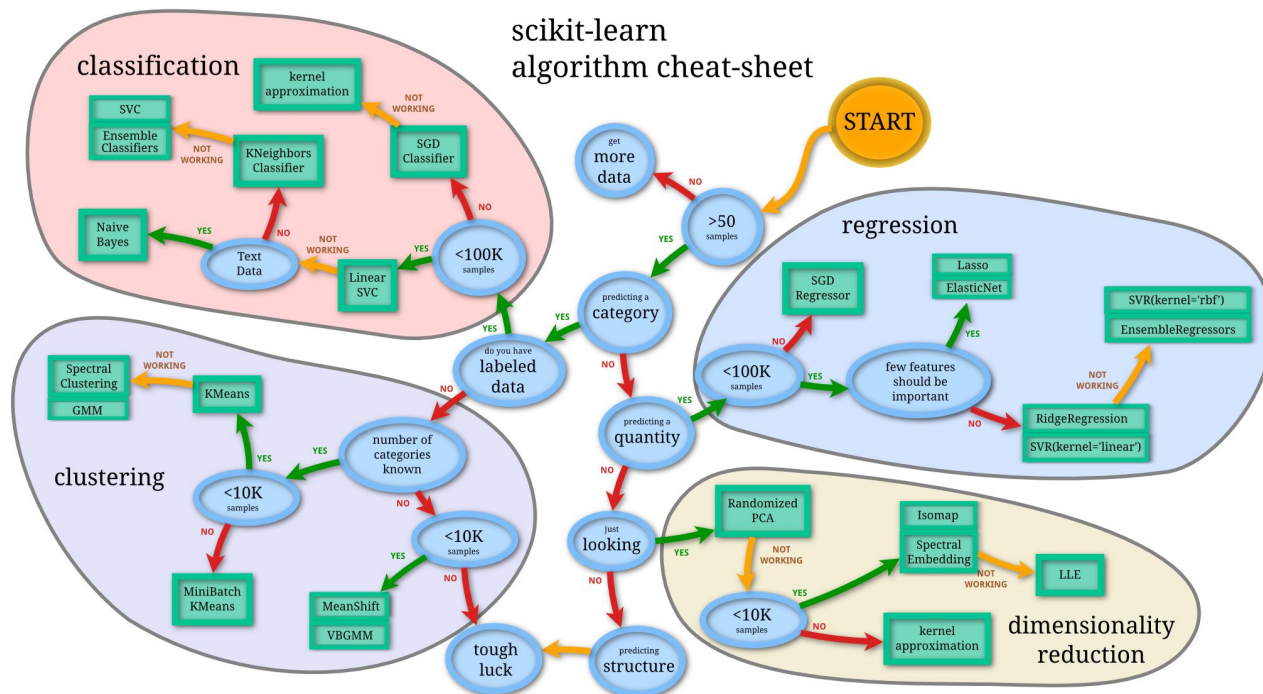 scikit-learn
algorithm cheat-sheet
START
get
more
data
NO
>50
samples
YES
predicting a
category
YES
NO
do you have
labeled
data
YES
NO
predicting a
quantity
YES
NO
just
looking
YES
NO
predicting
structure
tough
luck
classification
kernel
approximation
NOT
WORKING
SGD
Classifier
NO
<100K
samples
YES
Linear
SVC
NOT
WORKING
Text
Data
YES
Naive
Bayes
NO
KNeighbors
Classifier
NOT
WORKING
SVC
Ensemble
Classifiers
clustering
number of
categories
known
YES
NO
<10K
samples
YES
KMeans
NOT
WORKING
Spectral
Clustering
GMM
NO
MiniBatch
KMeans
<10K
samples
YES
MeanShift
VBGMM
NO
regression
<100K
samples
NO
SGD
Regressor
YES
few features
should be
important
YES
Lasso
ElasticNet
NO
RidgeRegression
SVR(kernel='linear')
NOT
WORKING
SVR(kernel='rbf')
EnsembleRegressors
dimensionality
reduction
Randomized
PCA
NOT
WORKING
<10K
samples
YES
Isomap
Spectral
Embedding
NOT
WORKING
LLE
NO
kernel
approximation